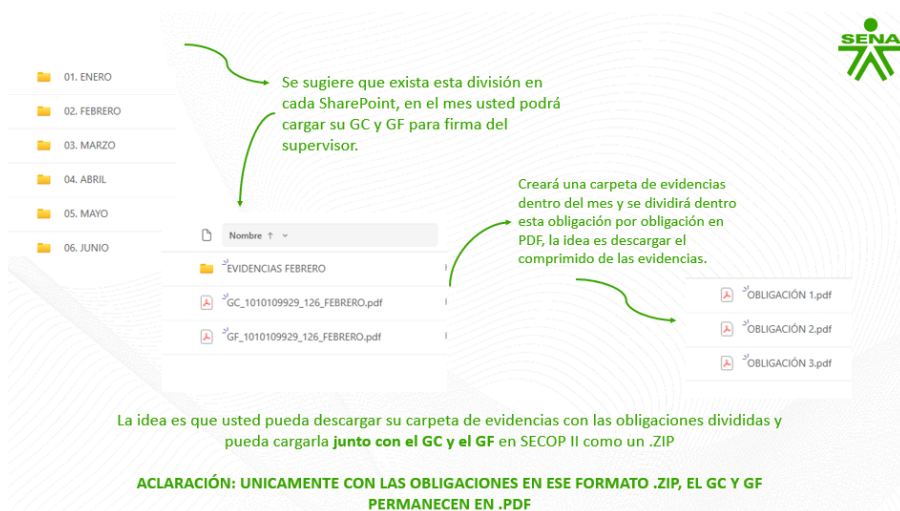 SENA
01. ENERO
02. FEBRERO
03. MARZO
04. ABRIL
05. MAYO
06. JUNIO
Se sugiere que exista esta división en
cada SharePoint, en el mes usted podrá
cargar su GC y GF para firma del
supervisor.
Nombre
EVIDENCIAS FEBRERO
GC_1010109929_126_FEBRERO.pdf
GF_1010109929_126_FEBRERO.pdf
Creará una carpeta de evidencias
dentro del mes y se dividirá dentro
esta obligación por obligación en
PDF, la idea es descargar el
comprimido de las evidencias.
OBLIGACIÓN 1.pdf
OBLIGACIÓN 2.pdf
OBLIGACIÓN 3.pdf
La idea es que usted pueda descargar su carpeta de evidencias con las obligaciones divididas y
pueda cargarla junto con el GC y el GF en SECOP II como un .ZIP
ACLARACIÓN: UNICAMENTE CON LAS OBLIGACIONES EN ESE FORMATO .ZIP, EL GC Y GF
PERMANECEN EN .PDF